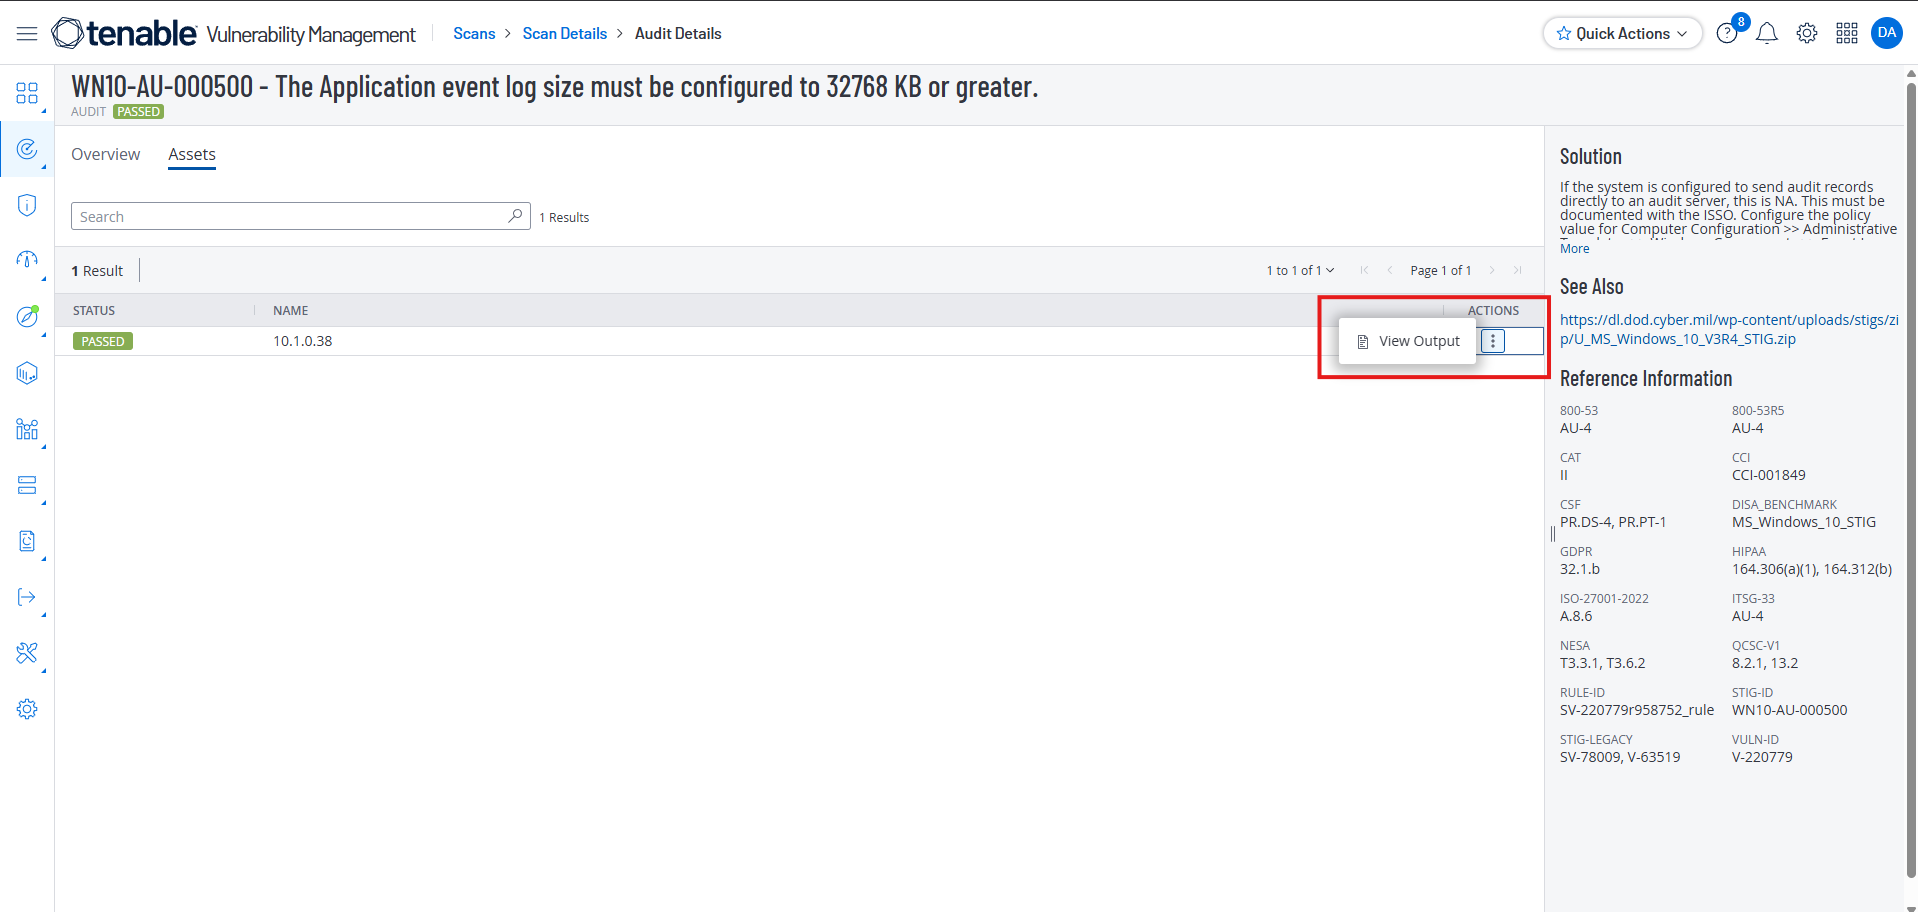 tenable Vulnerability Management
Scans > Scan Details > Audit Details
Quick Actions
8
DA
WN10-AU-000500 - The Application event log size must be configured to 32768 KB or greater.
AUDIT PASSED
Overview
Assets
Search
1 Results
1 Result
1 to 1 of 1
Page 1 of 1
STATUS
NAME
ACTIONS
PASSED
10.1.0.38
View Output
Solution
If the system is configured to send audit records
directly to an audit server, this is NA. This must be
documented with the ISSO. Configure the policy
value for Computer Configuration >> Administrative
More
See Also
https://dl.dod.cyber.mil/wp-content/uploads/stigs/zi
p/U_MS_Windows_10_V3R4_STIG.zip
Reference Information
800-53
AU-4
800-53R5
AU-4
CAT
II
CCI
CCI-001849
CSF
PR.DS-4, PR.PT-1
DISA_BENCHMARK
MS_Windows_10_STIG
GDPR
32.1.b
HIPAA
164.306(a)(1), 164.312(b)
ISO-27001-2022
A.8.6
ITSG-33
AU-4
NESA
T3.3.1, T3.6.2
QCSC-V1
8.2.1, 13.2
RULE-ID
SV-220779r958752_rule
STIG-ID
WN10-AU-000500
STIG-LEGACY
SV-78009, V-63519
VULN-ID
V-220779